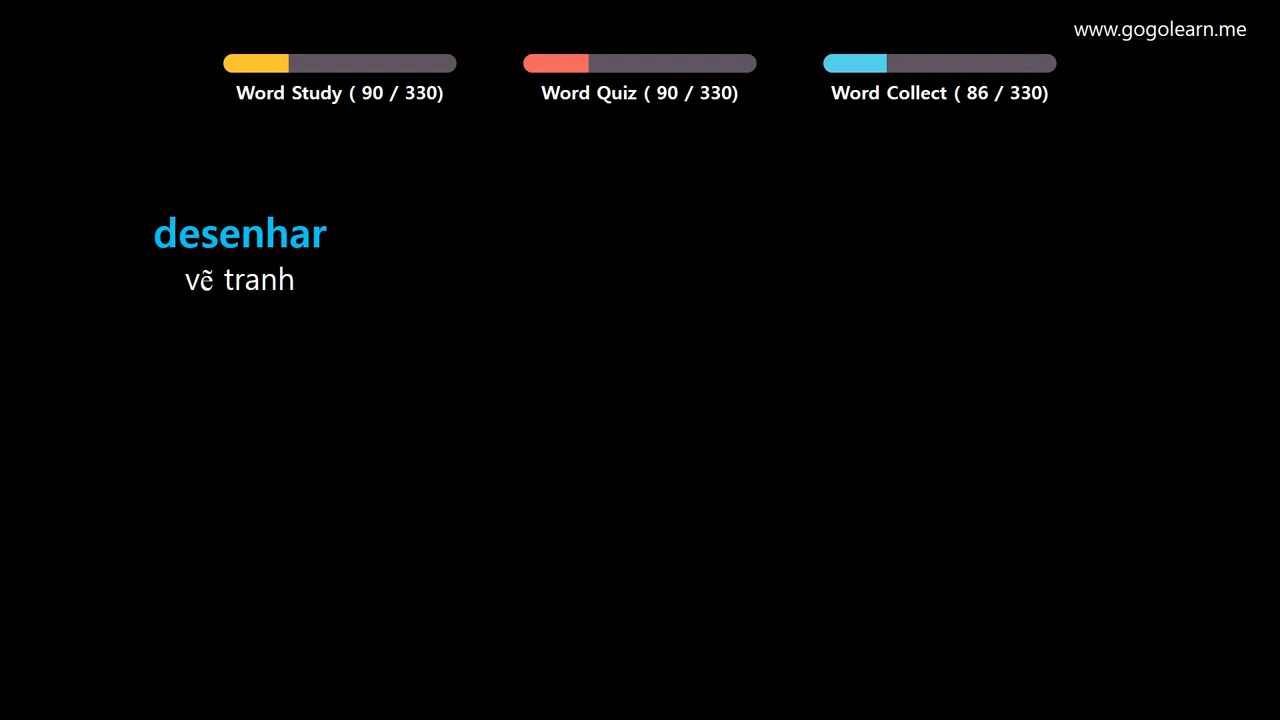 www.gogolearn.me
Word Study ( 90 / 330)
Word Quiz ( 90 / 330)
Word Collect ( 86 / 330)
desenhar
vẽ tranh